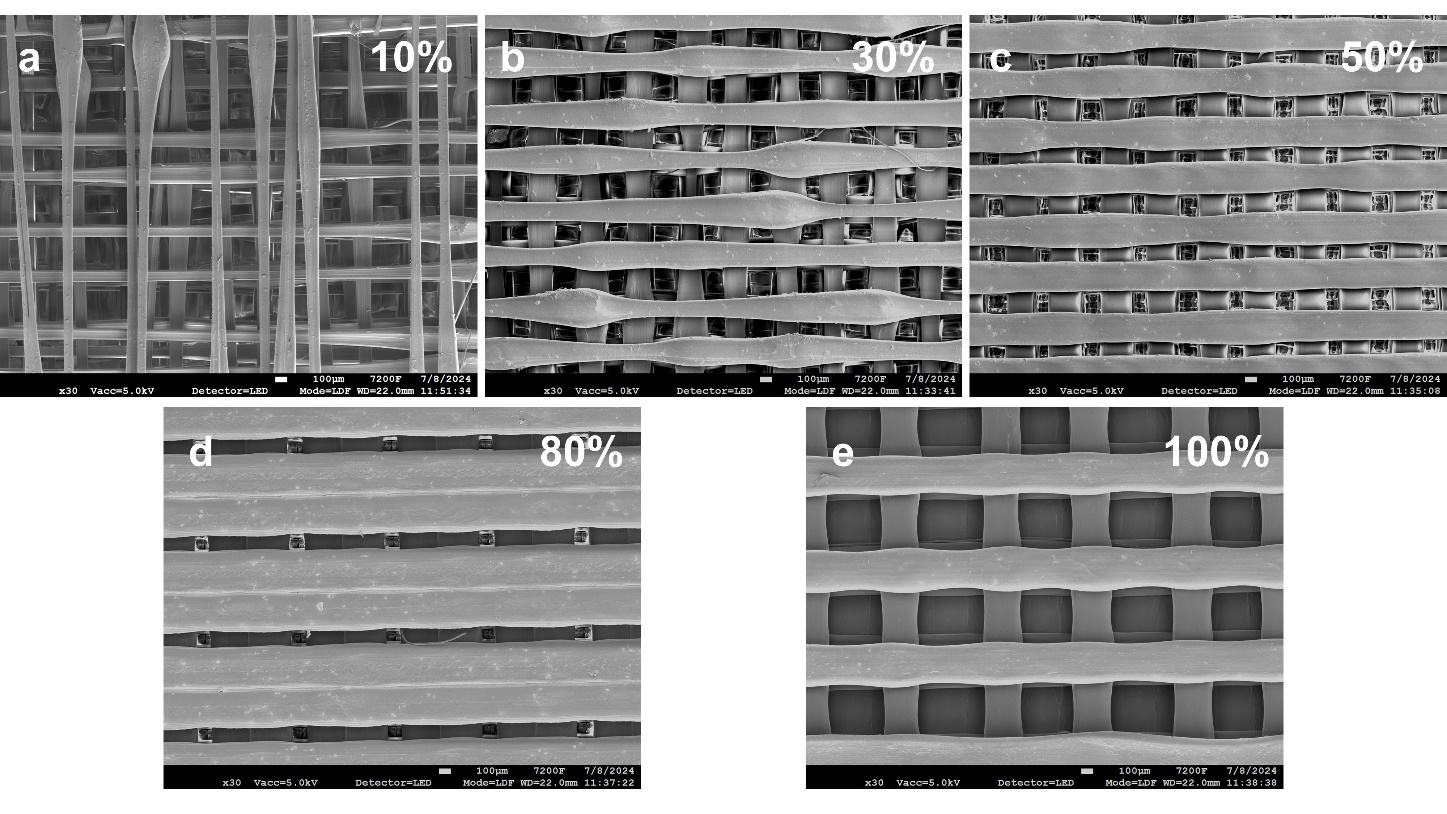 a 10%
b 30%
c 50%
100µm 7200F 7/8/2024
x30 Vacc=5.0kV Detector=LED Mode=LDF WD=22.0mm 11:51:34
100µm 7200F 7/8/2024
x30 Vacc=5.0kV Detector=LED Mode=LDF WD=22.0mm 11:33:41
100µm 7200F 7/8/2024
x30 Vacc=5.0kV Detector=LED Mode=LDF WD=22.0mm 11:35:08
d 80%
e 100%
100µm 7200F 7/8/2024
x30 Vacc=5.0kV Detector=LED Mode=LDF WD=22.0mm 11:37:22
100µm 7200F 7/8/2024
x30 Vacc=5.0kV Detector=LED Mode=LDF WD=22.0mm 11:38:38